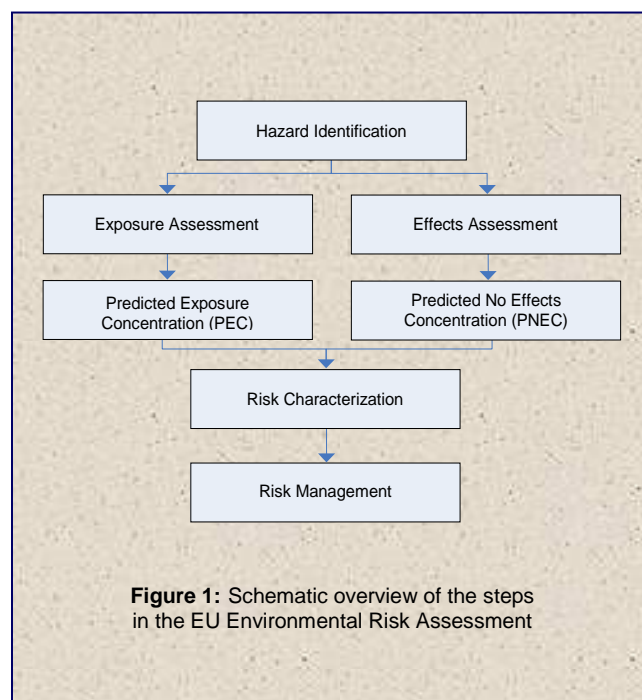 Hazard Identification
Exposure Assessment
Effects Assessment
Predicted Exposure
Concentration (PEC)
Predicted No Effects
Concentration (PNEC)
Risk Characterization
Risk Management
Figure 1: Schematic overview of the steps
in the EU Environmental Risk Assessment